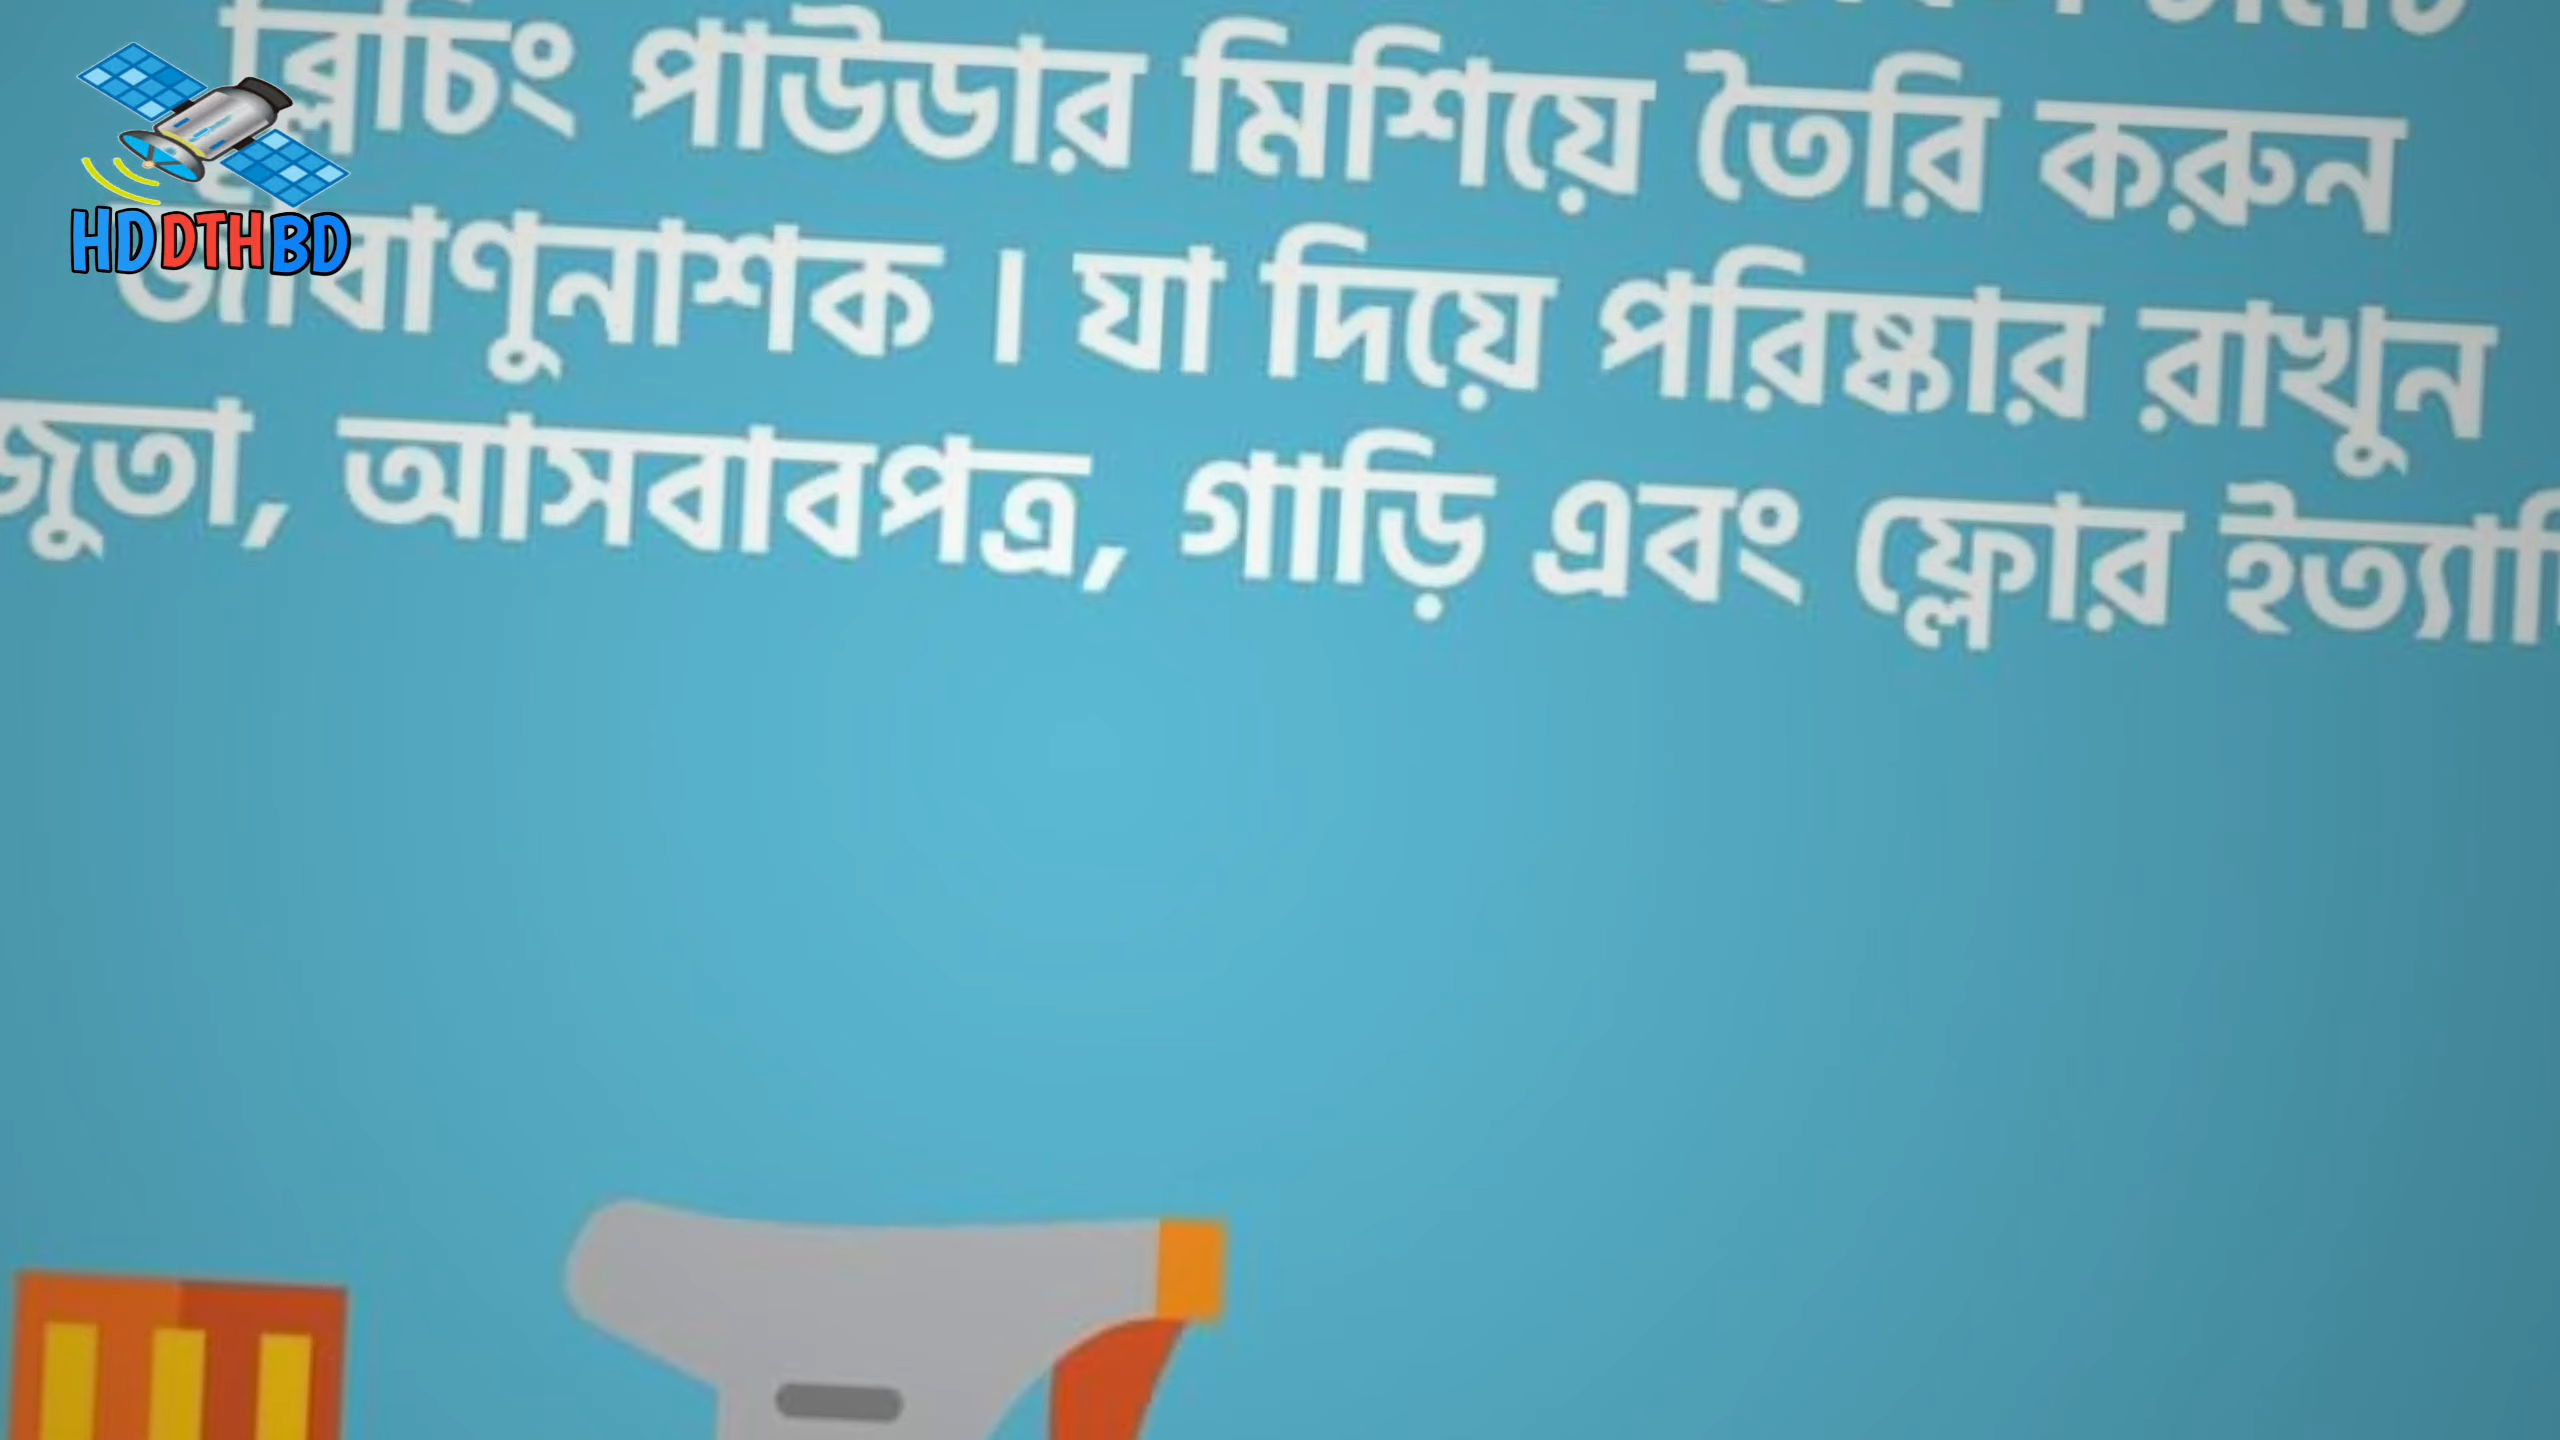 ব্লিচিং পাউডার মিশিয়ে তৈরি করুন
জীবাণুনাশক । যা দিয়ে পরিষ্কার রাখুন
জুতা, আসবাবপত্র, গাড়ি এবং ফ্লোর ইত্যাদি
HDDTHBD